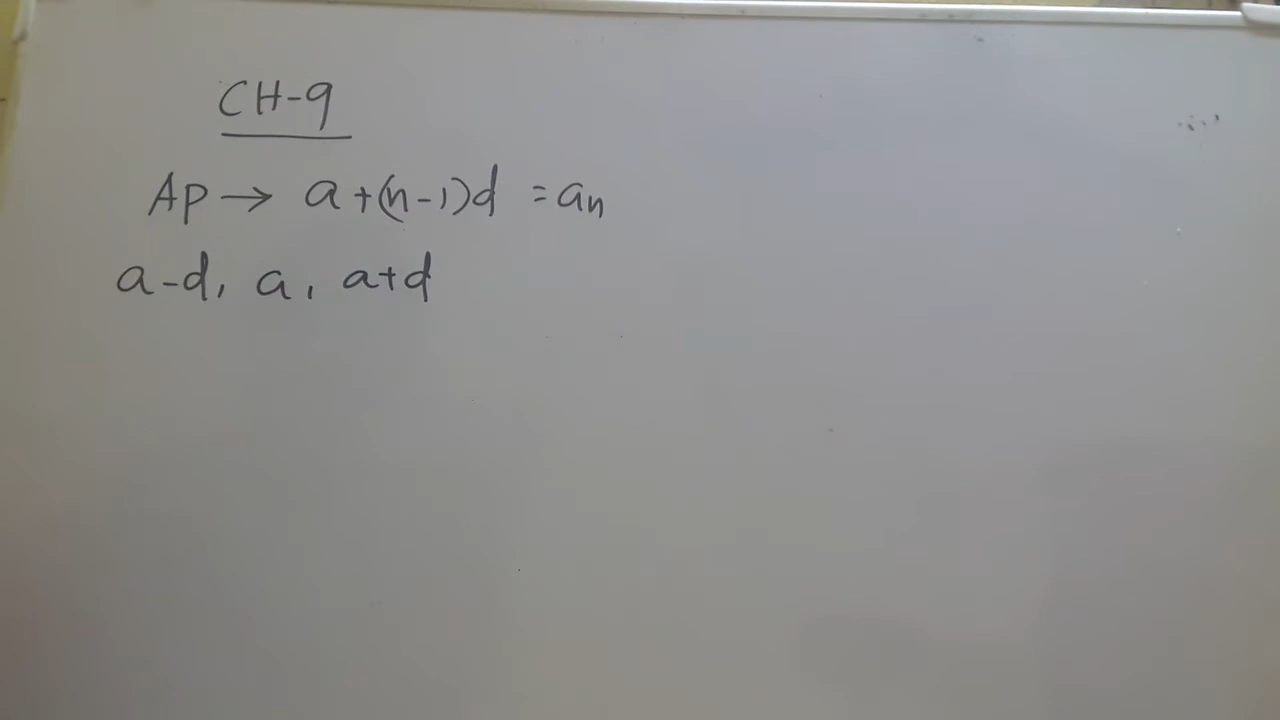 CH-9
AP → a+(n-1)d = an
a-d, a, a+d